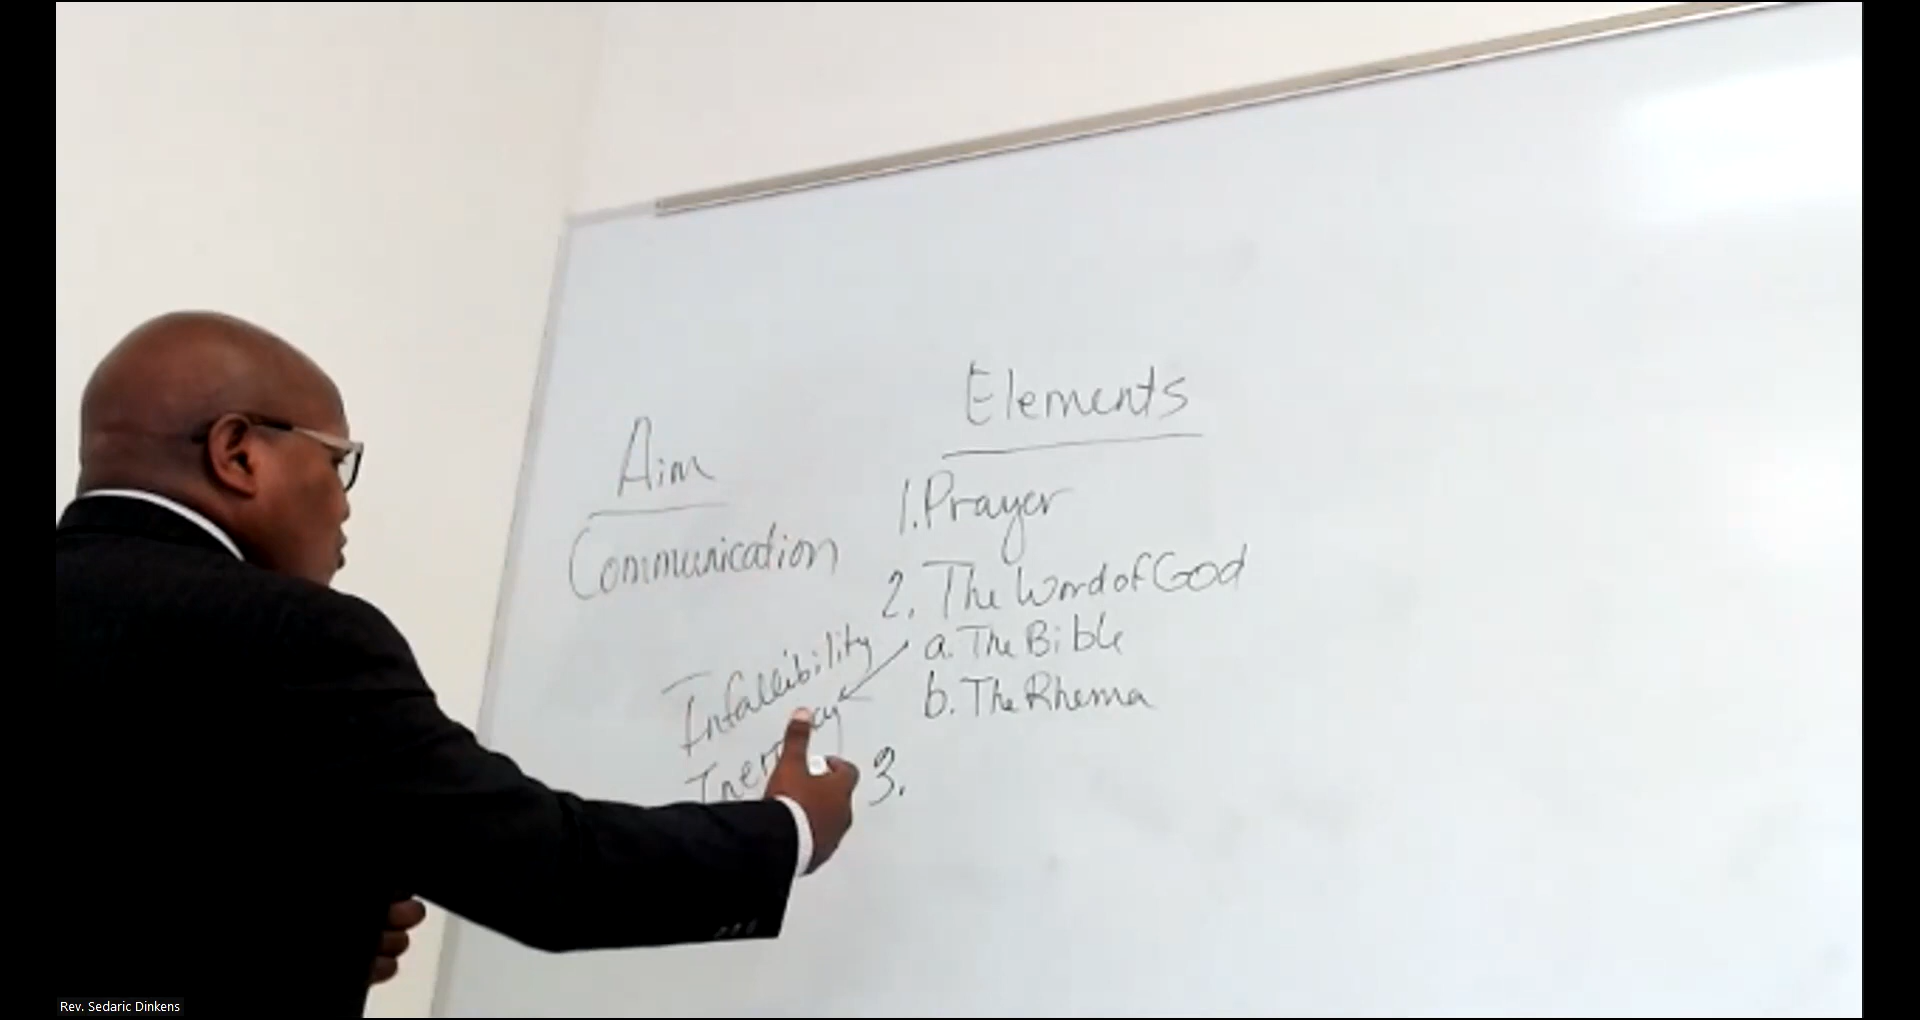 Elements
Aim
1. Prayer
Communication
2. The Word of God
a. The Bible
Infallibility
b. The Rhema
3.
Rev. Sedaric Dinkens